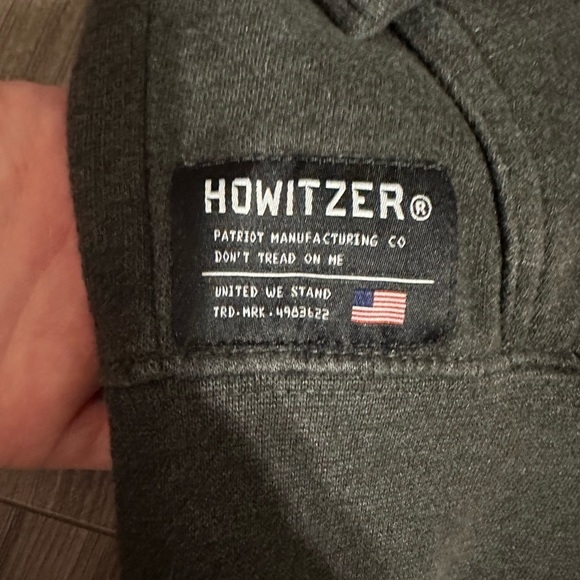 HOWITZER®
PATRIOT MANUFACTURING CO
DON'T TREAD ON ME
UNITED WE STAND
TRD·MRK·4983622